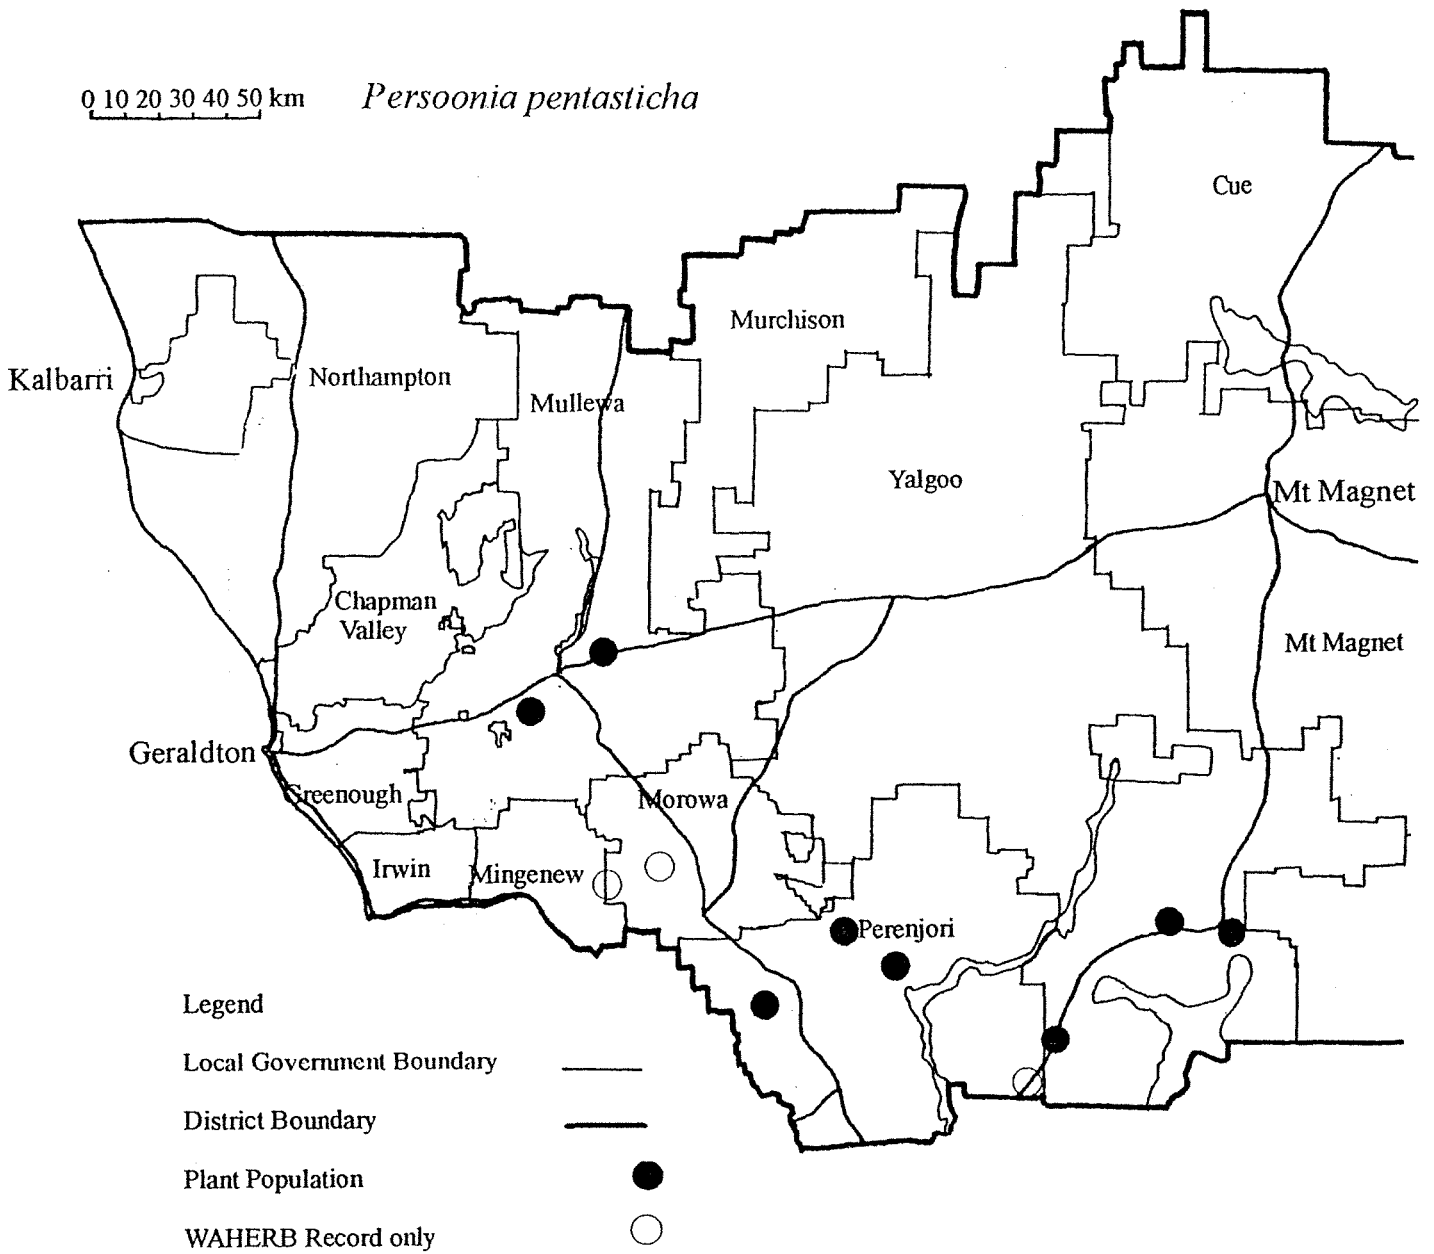 0 10 20 30 40 50 km
Persoonia pentasticha
Cue
Murchison
Kalbarri
Northampton
Mullewa
Yalgoo
Mt Magnet
Chapman
Valley
Mt Magnet
Geraldton
Greenough
Morowa
Irwin
Mingenew
Perenjori
Legend
Local Government Boundary
District Boundary
Plant Population
WAHERB Record only